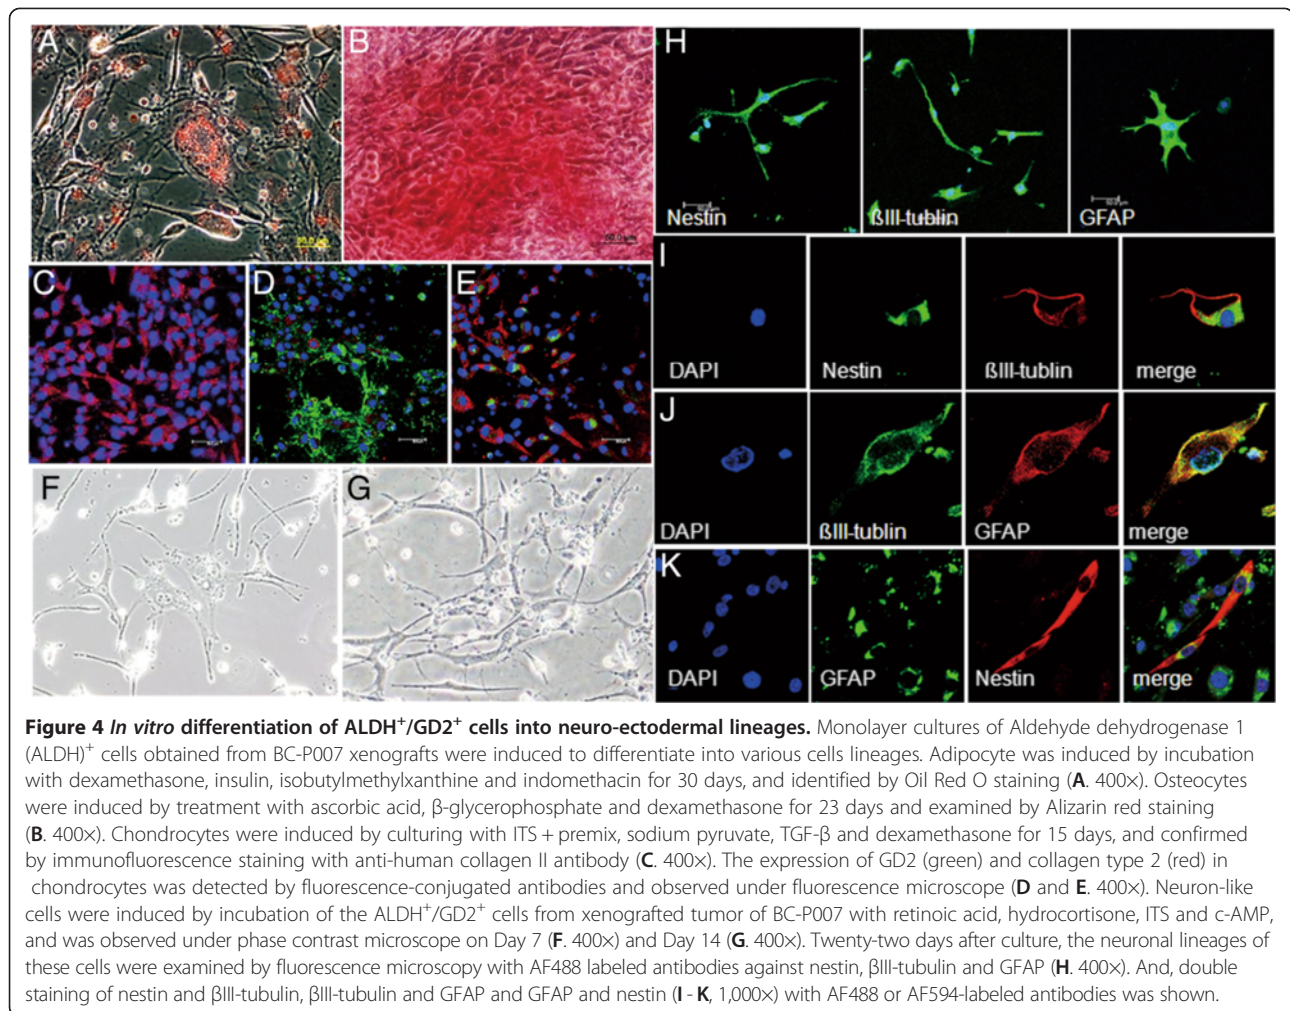 A
B
H
Nestin
ßIII-tublin
GFAP
C
D
E
I
DAPI
Nestin
ßIII-tublin
merge
J
DAPI
ßIII-tublin
GFAP
merge
F
G
K
DAPI
GFAP
Nestin
merge
Figure 4 In vitro differentiation of ALDH⁺/GD2⁺ cells into neuro-ectodermal lineages. Monolayer cultures of Aldehyde dehydrogenase 1
(ALDH)⁺ cells obtained from BC-P007 xenografts were induced to differentiate into various cells lineages. Adipocyte was induced by incubation
with dexamethasone, insulin, isobutylmethylxanthine and indomethacin for 30 days, and identified by Oil Red O staining (A. 400×). Osteocytes
were induced by treatment with ascorbic acid, β-glycerophosphate and dexamethasone for 23 days and examined by Alizarin red staining
(B. 400×). Chondrocytes were induced by culturing with ITS + premix, sodium pyruvate, TGF-β and dexamethasone for 15 days, and confirmed
by immunofluorescence staining with anti-human collagen II antibody (C. 400×). The expression of GD2 (green) and collagen type 2 (red) in
chondrocytes was detected by fluorescence-conjugated antibodies and observed under fluorescence microscope (D and E. 400×). Neuron-like
cells were induced by incubation of the ALDH⁺/GD2⁺ cells from xenografted tumor of BC-P007 with retinoic acid, hydrocortisone, ITS and c-AMP,
and was observed under phase contrast microscope on Day 7 (F. 400×) and Day 14 (G. 400×). Twenty-two days after culture, the neuronal lineages of
these cells were examined by fluorescence microscopy with AF488 labeled antibodies against nestin, βIII-tubulin and GFAP (H. 400×). And, double
staining of nestin and βIII-tubulin, βIII-tubulin and GFAP and GFAP and nestin (I - K, 1,000×) with AF488 or AF594-labeled antibodies was shown.